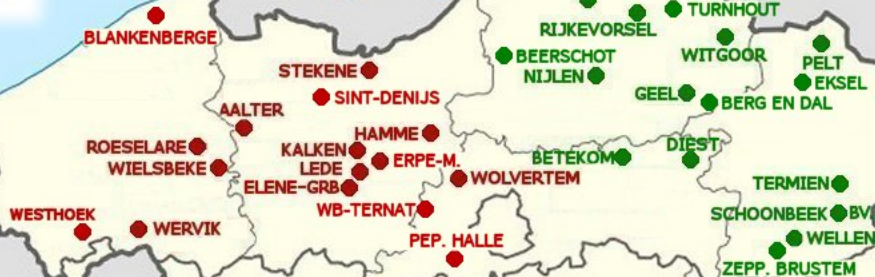 TURNHOUT
RIJKEVORSEL
BLANKENBERGE
WITGOOR
BEERSCHOT
PELT
STEKENE
NIJLEN
EKSEL
SINT-DENIJS
GEEL
BERG EN DAL
AALTER
HAMME
ROESELARE
KALKEN
DIEST
BETEKOM
ERPE-M.
WIELSBEKE
LEDE
WOLVERTEM
ELENE-GRB
TERMIEN
WB-TERNAT
WESTHOEK
SCHOONBEEK BV
WERVIK
PEP. HALLE
WELLEN
ZEPP. BRUSTEM